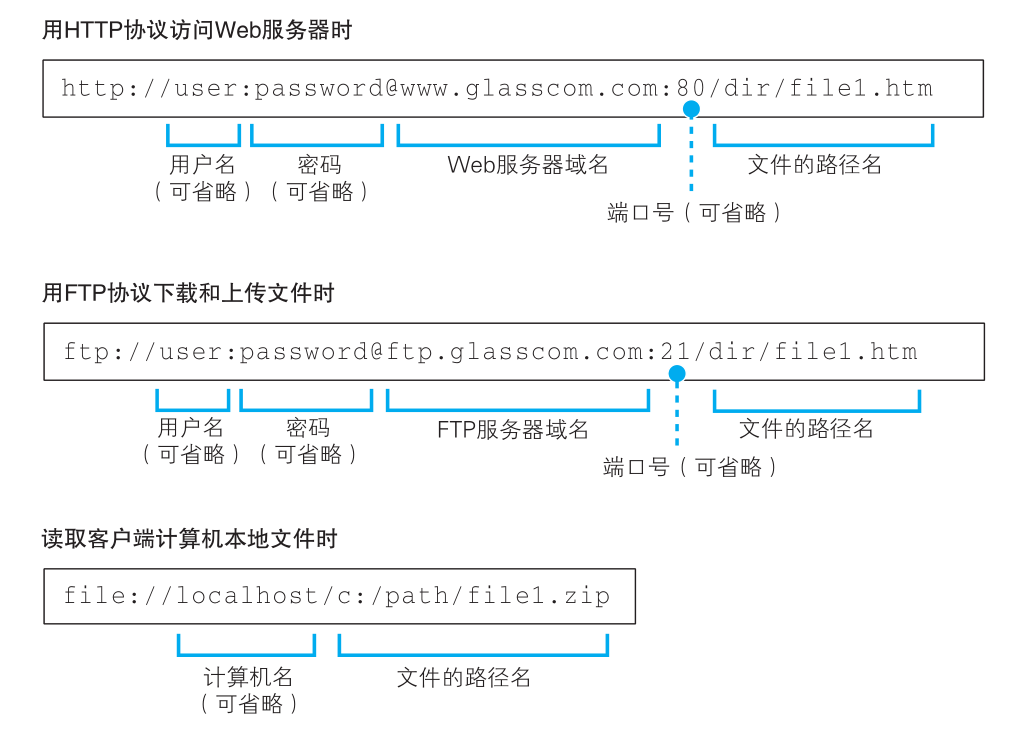 用HTTP协议访问Web服务器时
http://user:password@www.glasscom.com:80/dir/file1.htm
用户名 密码 Web服务器域名 文件的路径名
（可省略）（可省略）
端口号（可省略）
用FTP协议下载和上传文件时
ftp://user:password@ftp.glasscom.com:21/dir/file1.htm
用户名 密码 FTP服务器域名 文件的路径名
（可省略）（可省略）
端口号（可省略）
读取客户端计算机本地文件时
file://localhost/c:/path/file1.zip
计算机名 文件的路径名
（可省略）